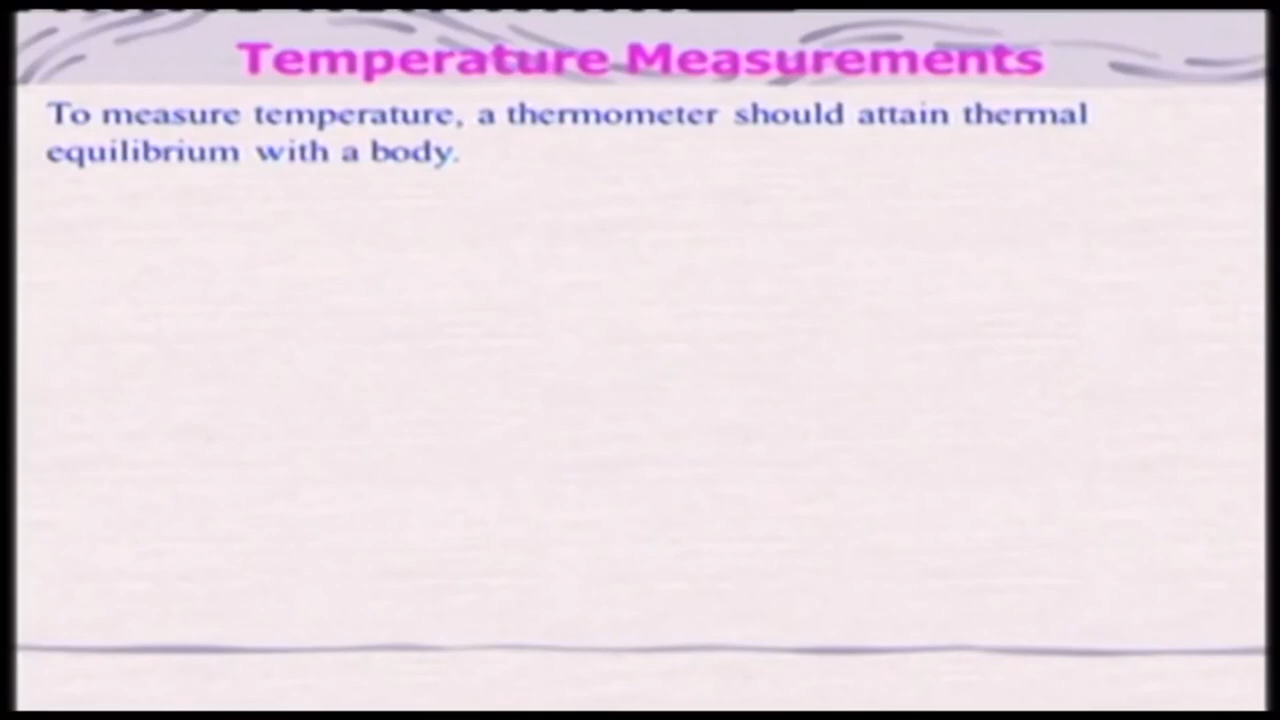 Temperature Measurements
To measure temperature, a thermometer should attain thermal
equilibrium with a body.